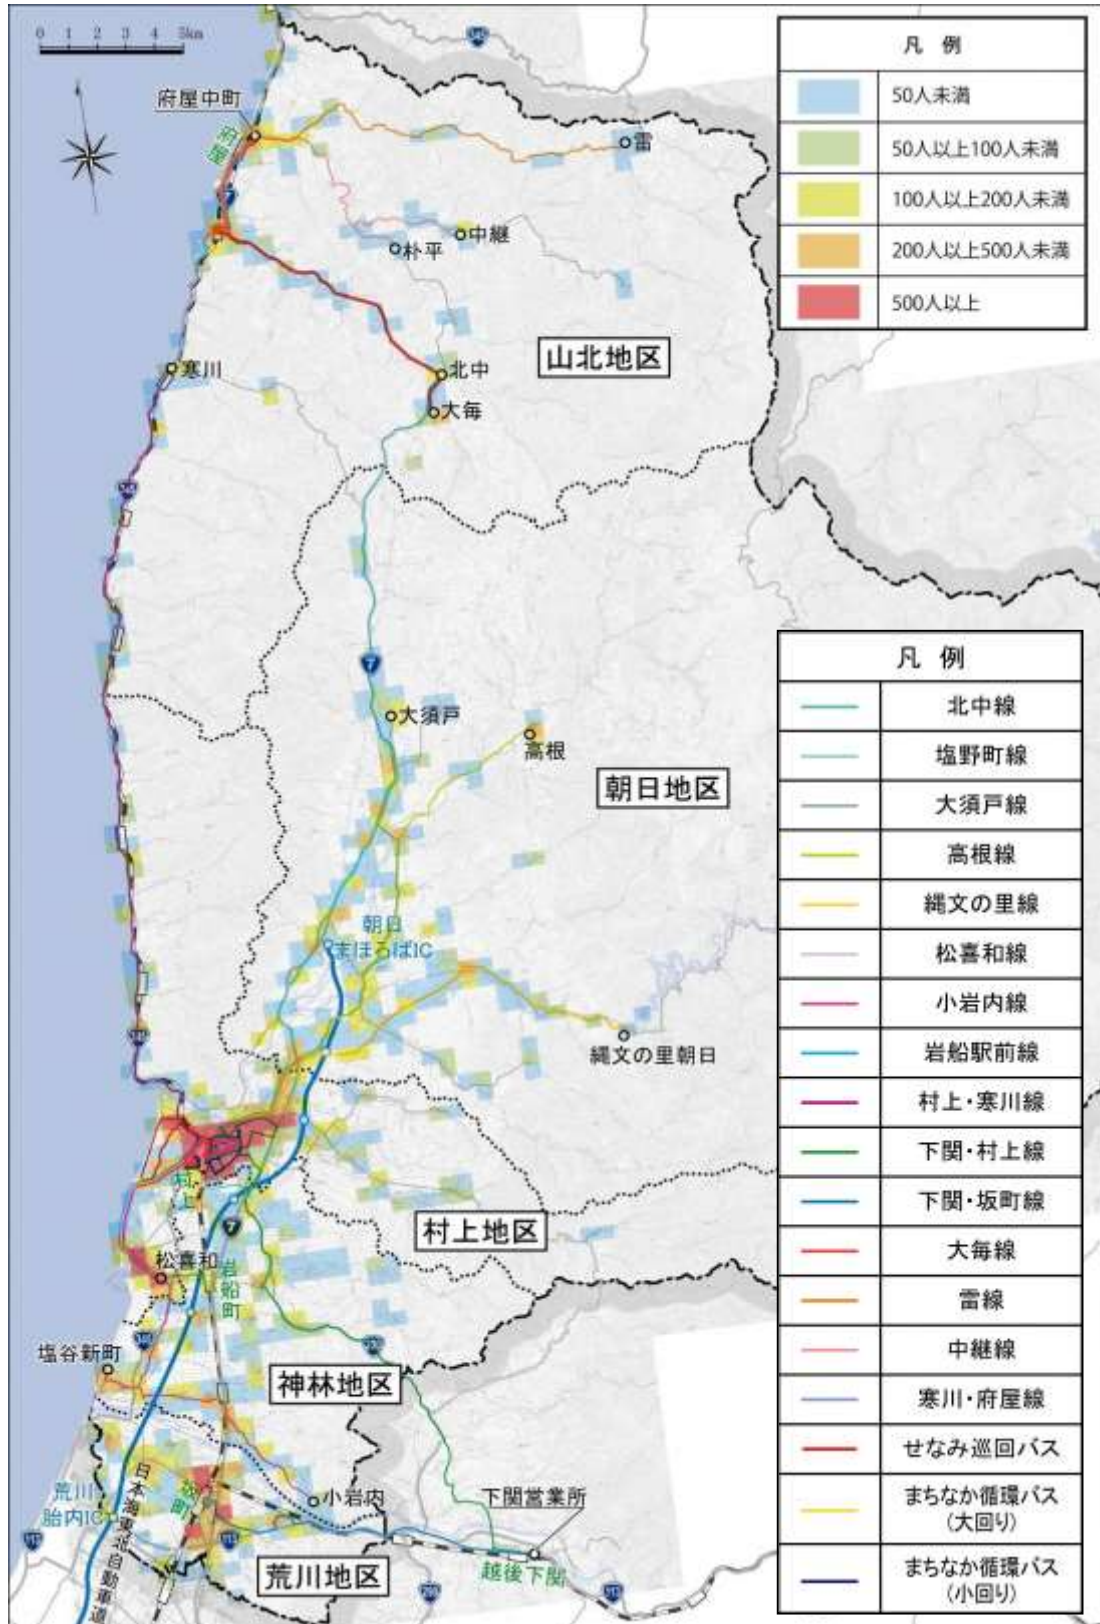 0 1 2 3 4 5km
凡 例
50人未満
50人以上100人未満
100人以上200人未満
200人以上500人未満
500人以上
府屋中町
府屋
雷
7
中継
朴平
山北地区
寒川
北中
大毎
345
7
大須戸
高根
朝日地区
朝日
まほろばIC
縄文の里朝日
345
村上
村上地区
7
松喜和
岩船町
345
290
塩谷新町
神林地区
坂町
荒川
胎内IC
日本海東北自動車道
小岩内
下関営業所
越後下関
113
113
290
113
荒川地区
凡 例
北中線
塩野町線
大須戸線
高根線
縄文の里線
松喜和線
小岩内線
岩船駅前線
村上・寒川線
下関・村上線
下関・坂町線
大毎線
雷線
中継線
寒川・府屋線
せなみ巡回バス
まちなか循環バス
(大回り)
まちなか循環バス
(小回り)